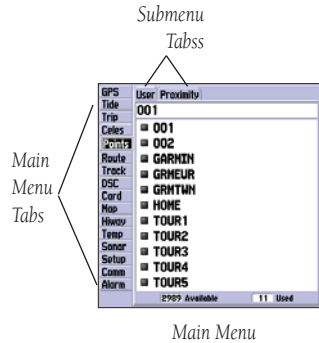 Submenu
Tabss
Main
Menu
Tabs
GPS
Tide
Trip
Celes
Points
Route
Track
DSC
Card
Map
Hiway
Temp
Sonar
Setup
Comm
Alarm
User Proximity
001
001
002
GARMIN
GRMEUR
GRMTWN
HOME
TOUR1
TOUR2
TOUR3
TOUR4
TOUR5
2989 Available 11 Used
Main Menu